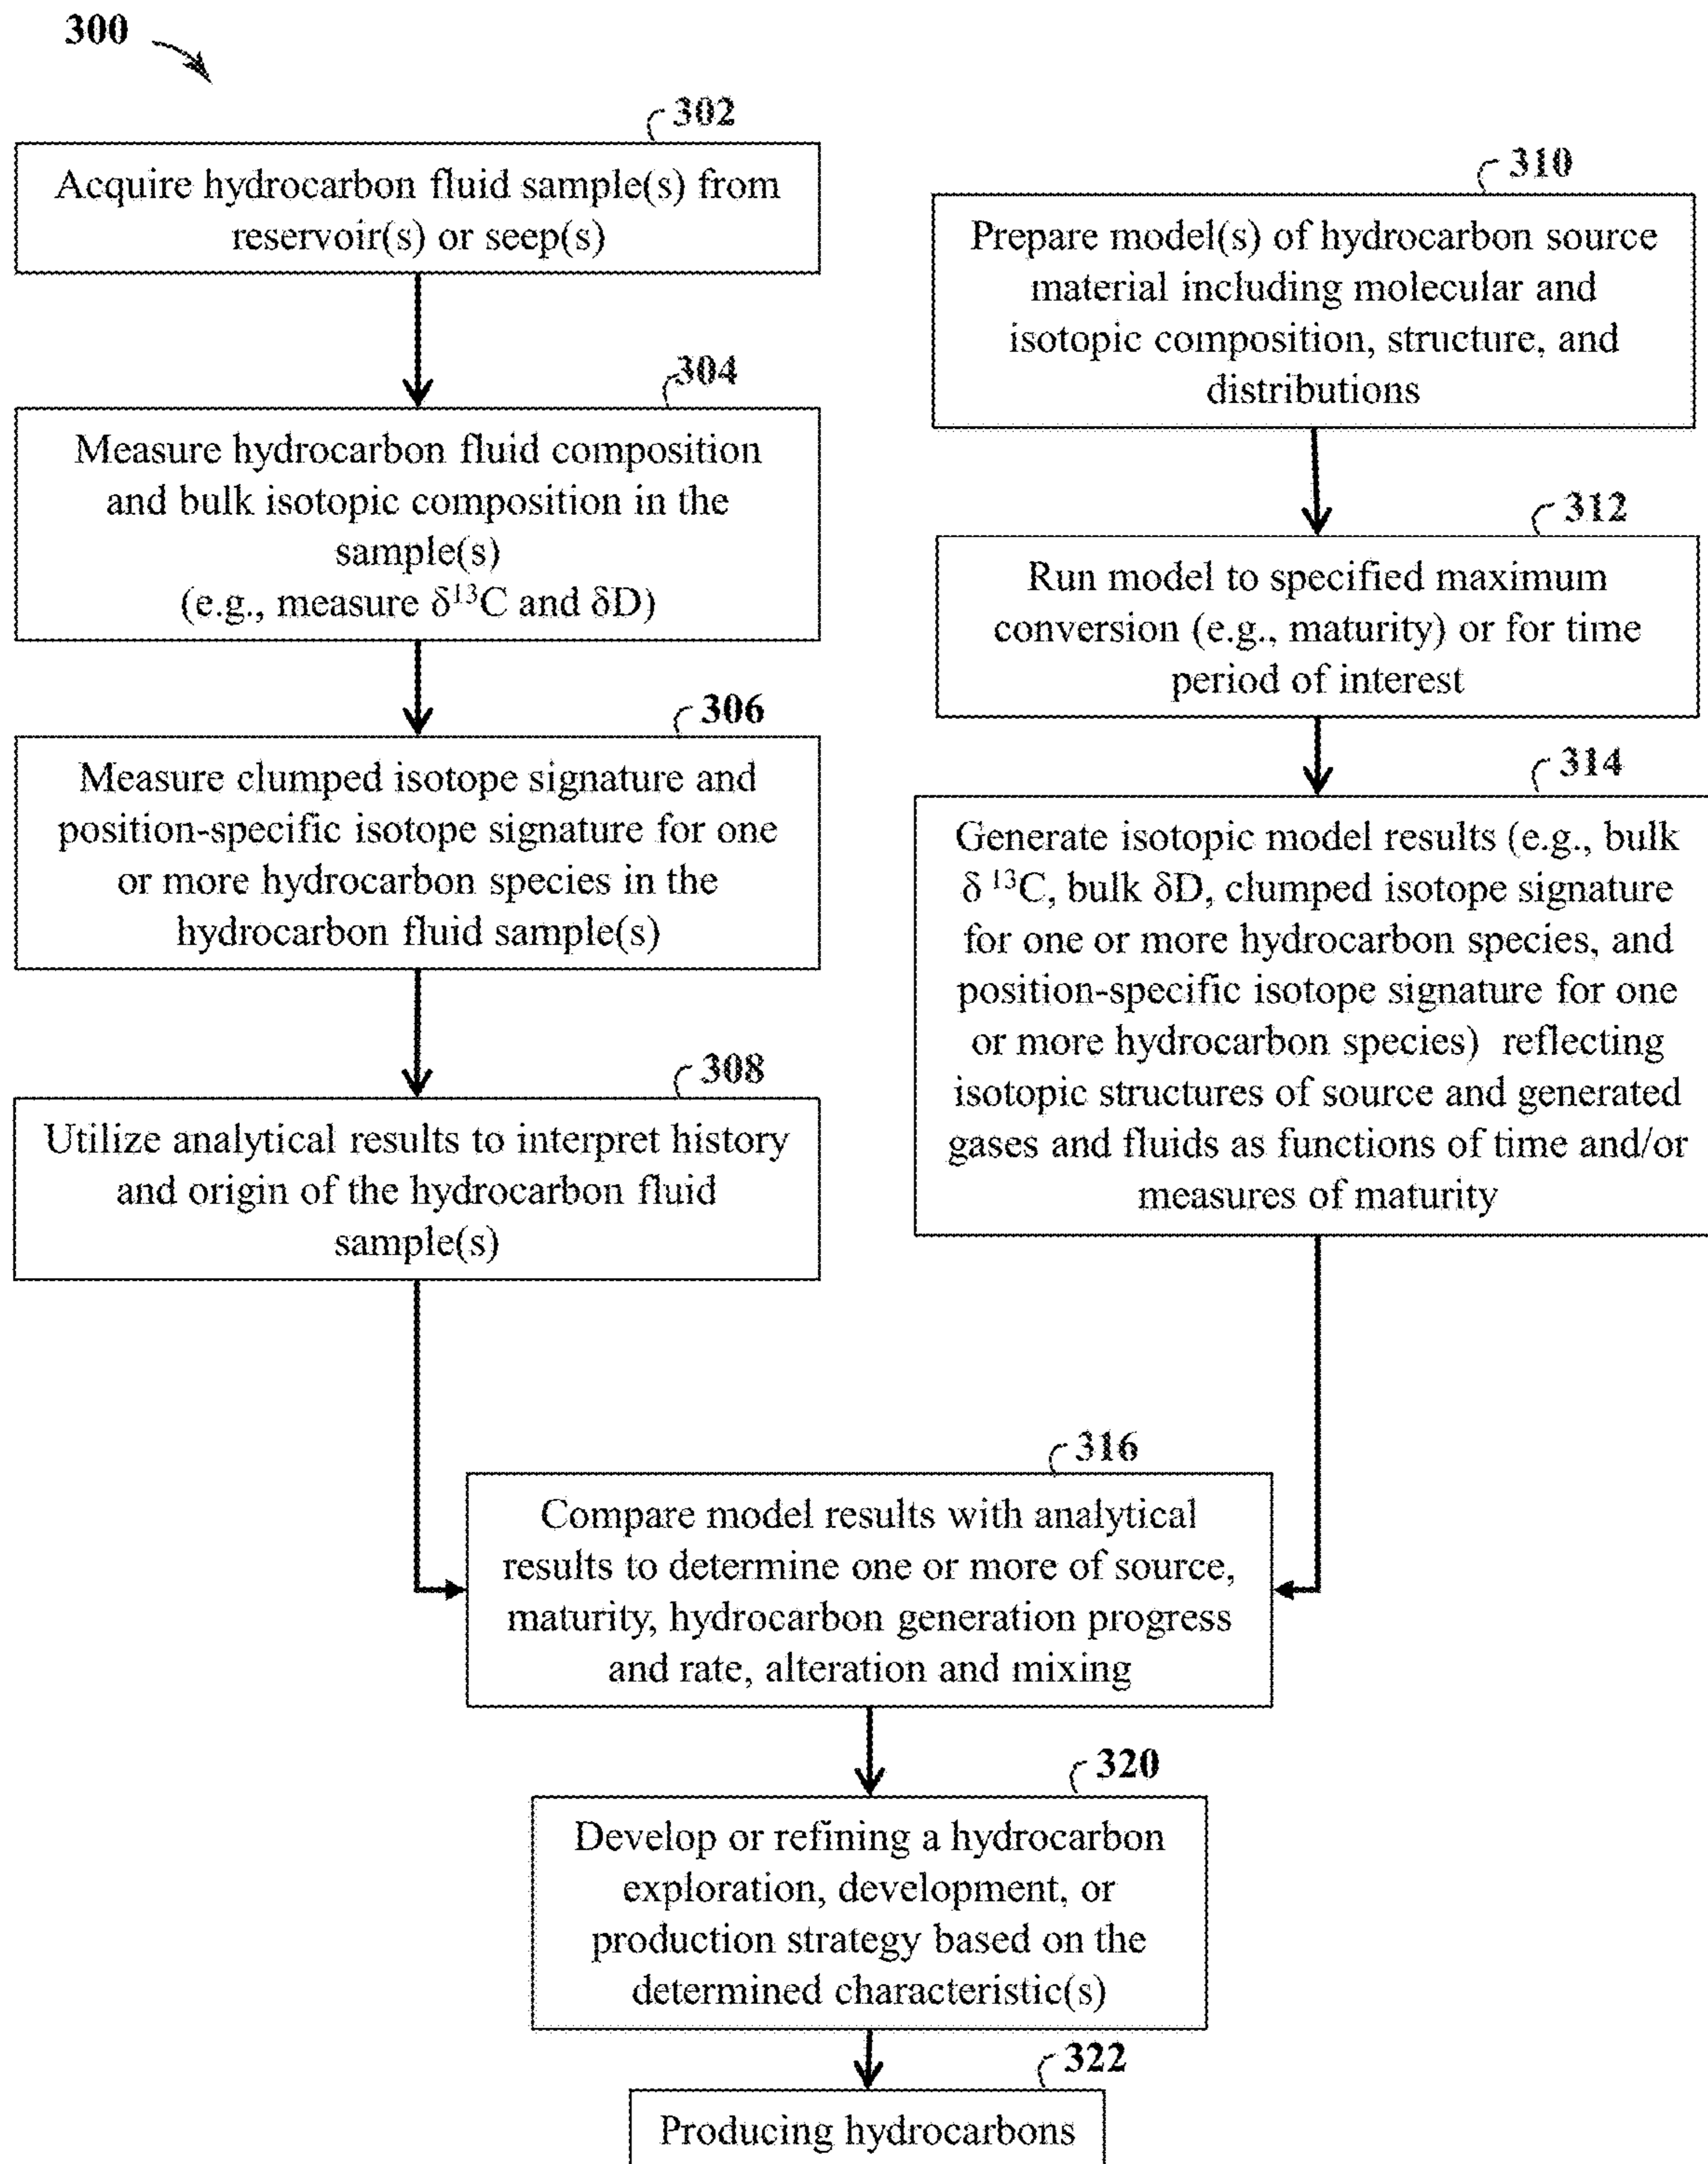 300
302
Acquire hydrocarbon fluid sample(s) from
reservoir(s) or seep(s)
304
Measure hydrocarbon fluid composition
and bulk isotopic composition in the
sample(s)
(e.g., measure δ¹³C and δD)
306
Measure clumped isotope signature and
position-specific isotope signature for one
or more hydrocarbon species in the
hydrocarbon fluid sample(s)
308
Utilize analytical results to interpret history
and origin of the hydrocarbon fluid
sample(s)
310
Prepare model(s) of hydrocarbon source
material including molecular and
isotopic composition, structure, and
distributions
312
Run model to specified maximum
conversion (e.g., maturity) or for time
period of interest
314
Generate isotopic model results (e.g., bulk
δ ¹³C, bulk δD, clumped isotope signature
for one or more hydrocarbon species, and
position-specific isotope signature for one
or more hydrocarbon species) reflecting
isotopic structures of source and generated
gases and fluids as functions of time and/or
measures of maturity
316
Compare model results with analytical
results to determine one or more of source,
maturity, hydrocarbon generation progress
and rate, alteration and mixing
320
Develop or refining a hydrocarbon
exploration, development, or
production strategy based on the
determined characteristic(s)
322
Producing hydrocarbons